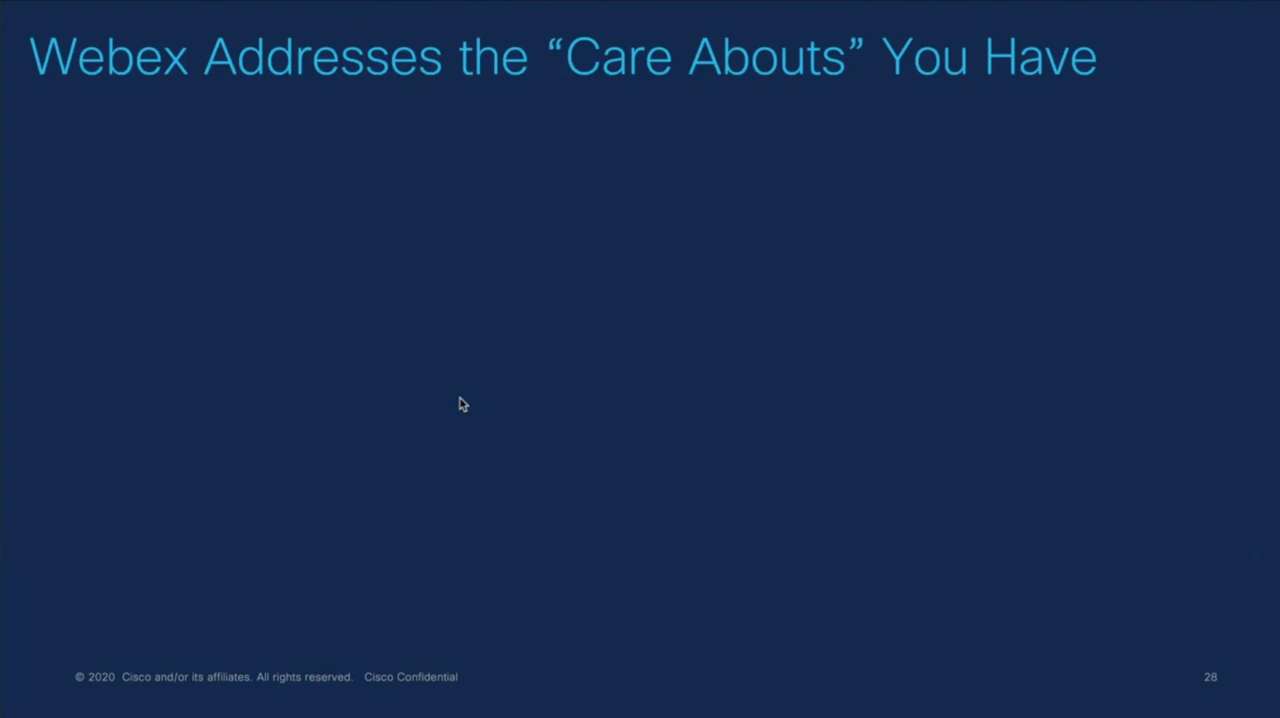 Webex Addresses the “Care Abouts” You Have
© 2020 Cisco and/or its affiliates. All rights reserved. Cisco Confidential
28